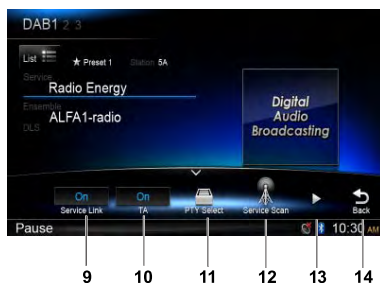 DAB1 2 3
List ★ Preset 1 Station 5A
Service
Radio Energy
Ensemble
ALFA1-radio
DLS
Digital
Audio
Broadcasting
On On
Service Link TA PTY Select Service Scan Back
Pause 10:30 AM
9 10 11 12 13 14